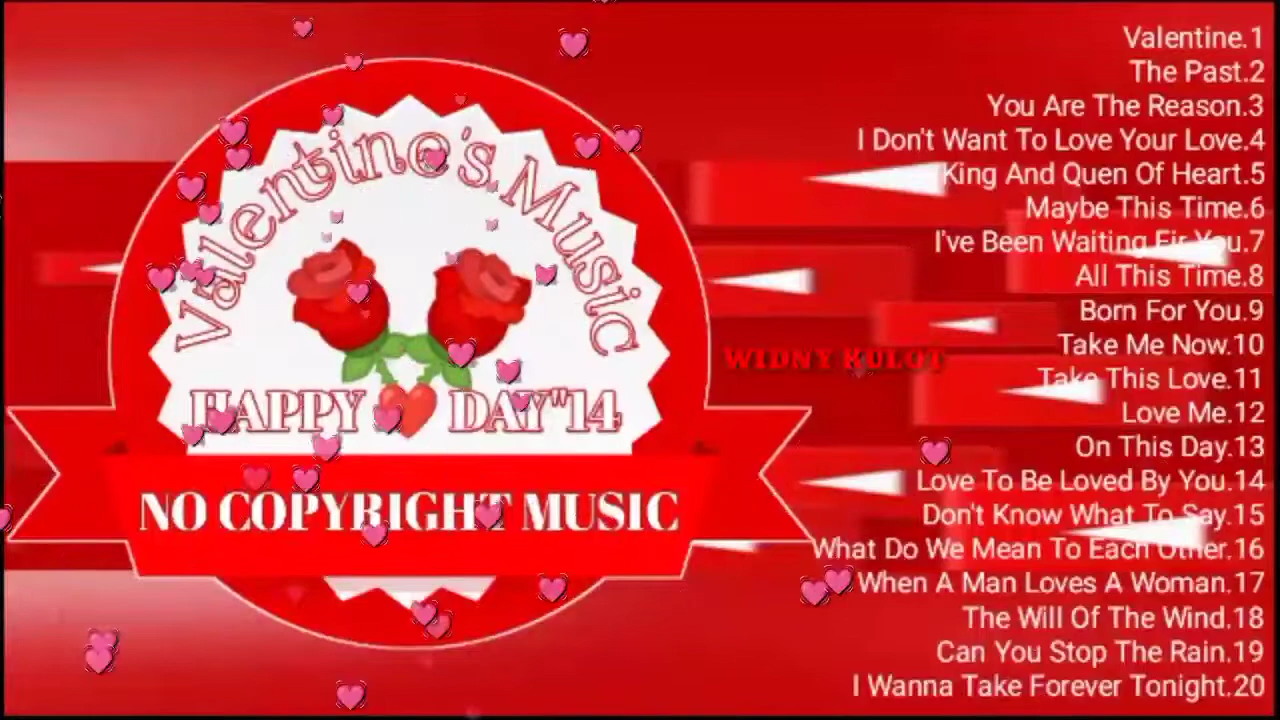 Valentine's Music
HAPPY DAY"14
NO COPYRIGHT MUSIC
WIDNY RULOT
Valentine.1
The Past.2
You Are The Reason.3
I Don't Want To Love Your Love.4
King And Quen Of Heart.5
Maybe This Time.6
I've Been Waiting Fir You.7
All This Time.8
Born For You.9
Take Me Now.10
Take This Love.11
Love Me.12
On This Day.13
Love To Be Loved By You.14
Don't Know What To Say.15
What Do We Mean To Each Other.16
When A Man Loves A Woman.17
The Will Of The Wind.18
Can You Stop The Rain.19
I Wanna Take Forever Tonight.20